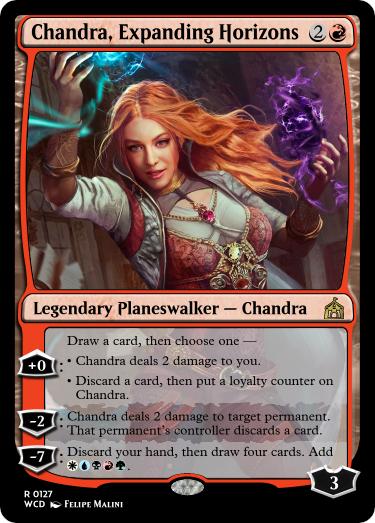 Chandra, Expanding Horizons 2
Legendary Planeswalker — Chandra
Draw a card, then choose one —
+0: • Chandra deals 2 damage to you.
• Discard a card, then put a loyalty counter on
Chandra.
-2: Chandra deals 2 damage to target permanent.
That permanent's controller discards a card.
-7: Discard your hand, then draw four cards. Add
.
3
R 0127
WCD Felipe Malini